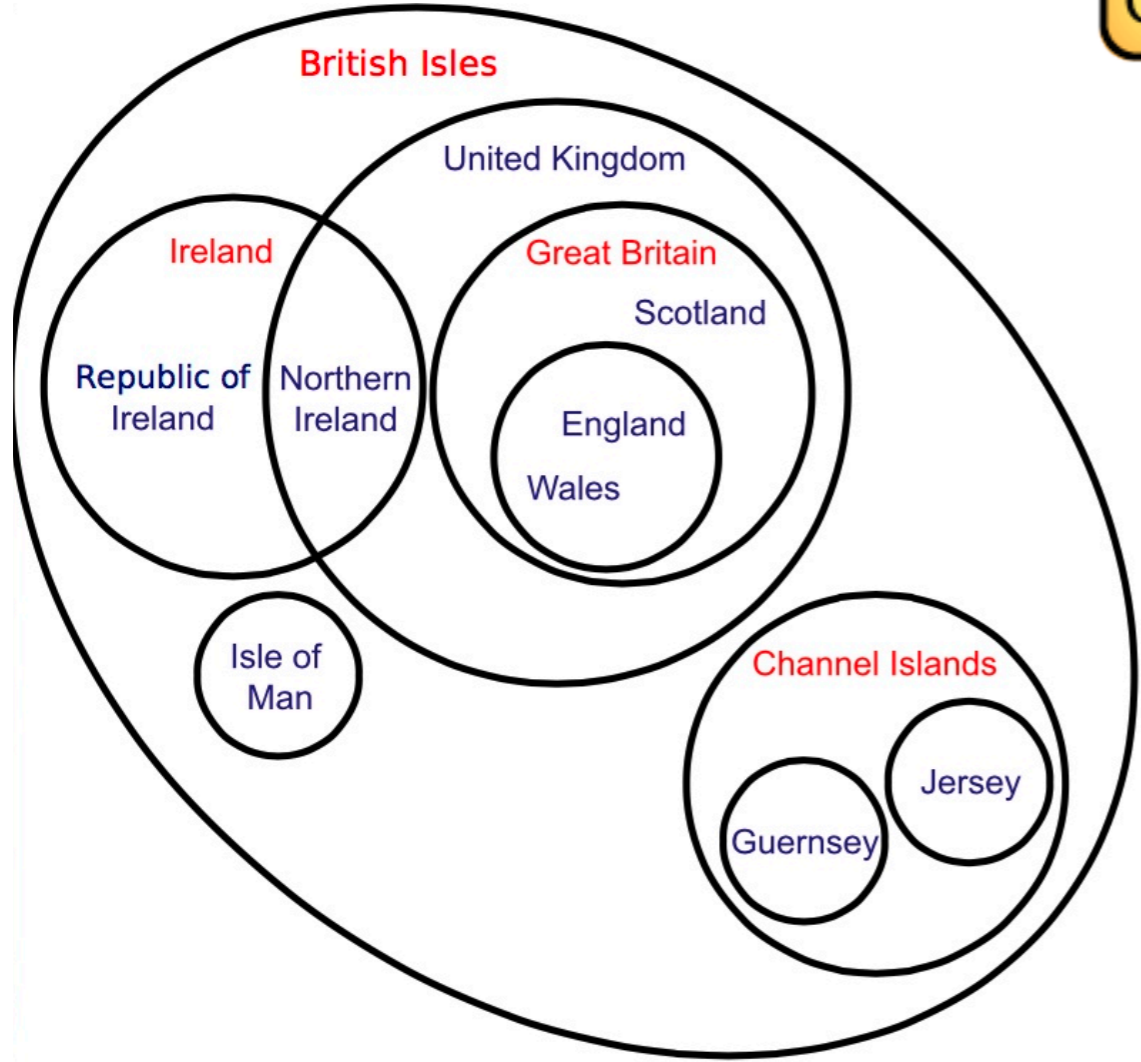 British Isles
United Kingdom
Ireland
Great Britain
Scotland
Republic of
Ireland
Northern
Ireland
England
Wales
Isle of
Man
Channel Islands
Jersey
Guernsey